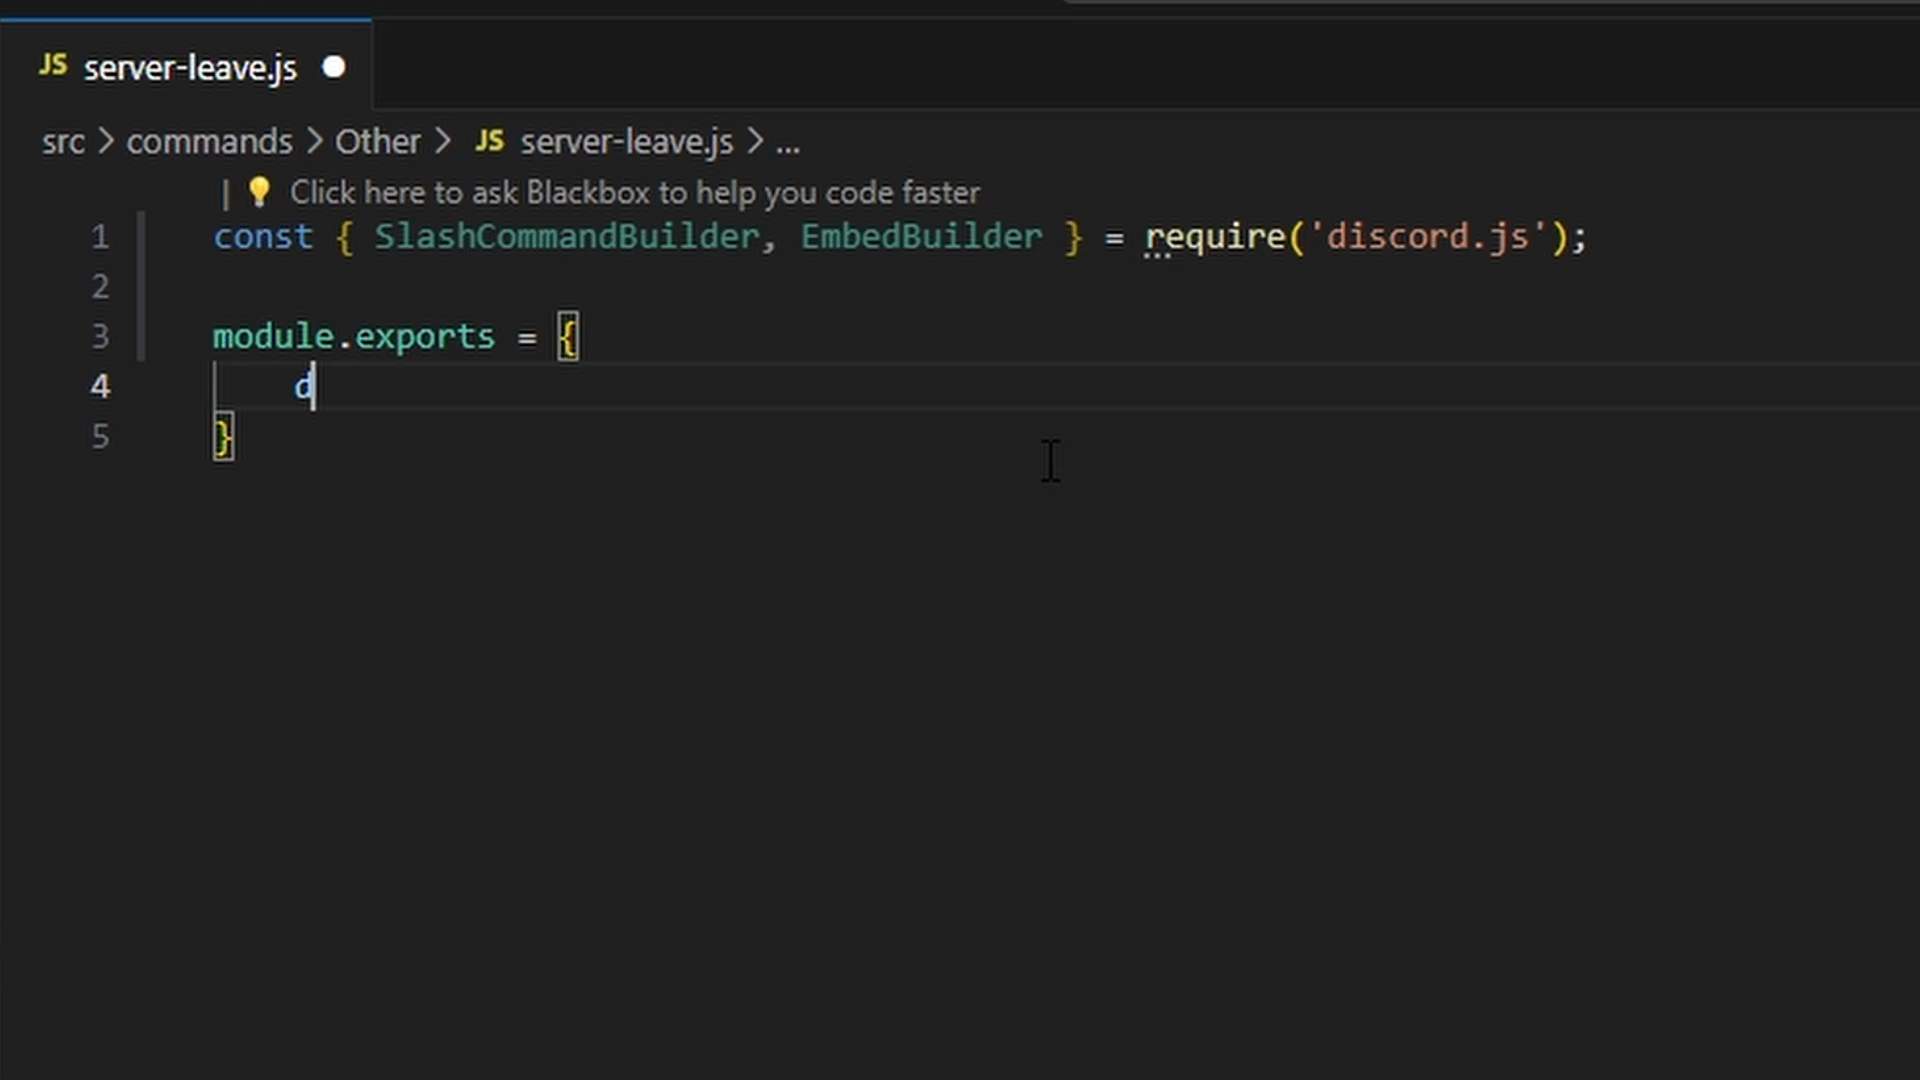 JS server-leave.js
src > commands > Other > JS server-leave.js > ...
| 💡 Click here to ask Blackbox to help you code faster
1 const { SlashCommandBuilder, EmbedBuilder } = require('discord.js');
2
3 module.exports = {
4 d
5 }